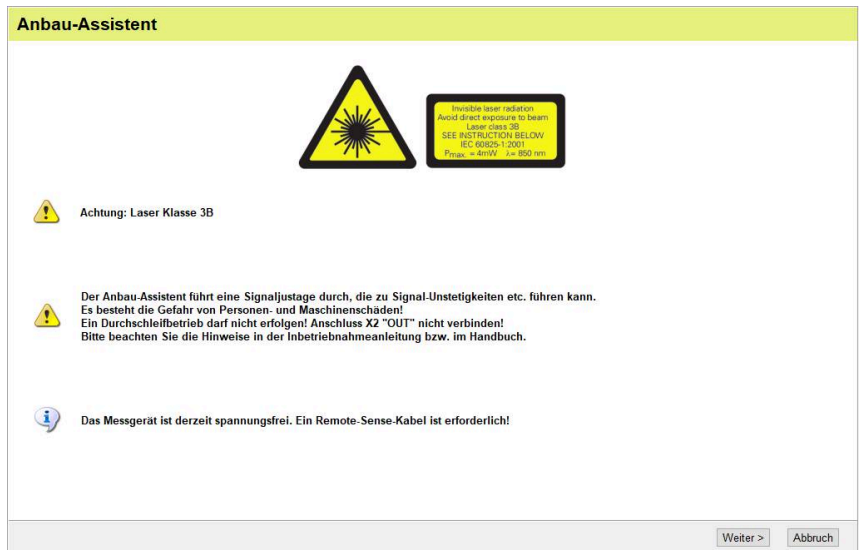 Anbau-Assistent
Invisible laser radiation
Avoid direct exposure to beam
Laser class 3B
SEE INSTRUCTION BELOW
IEC 60825-1:2001
Pmax. = 4mW λ= 850 nm
Achtung: Laser Klasse 3B
Der Anbau-Assistent führt eine Signaljustage durch, die zu Signal-Unstetigkeiten etc. führen kann.
Es besteht die Gefahr von Personen- und Maschinenschäden!
Ein Durchschleifbetrieb darf nicht erfolgen! Anschluss X2 "OUT" nicht verbinden!
Bitte beachten Sie die Hinweise in der Inbetriebnahmeanleitung bzw. im Handbuch.
Das Messgerät ist derzeit spannungsfrei. Ein Remote-Sense-Kabel ist erforderlich!
Weiter > Abbruch